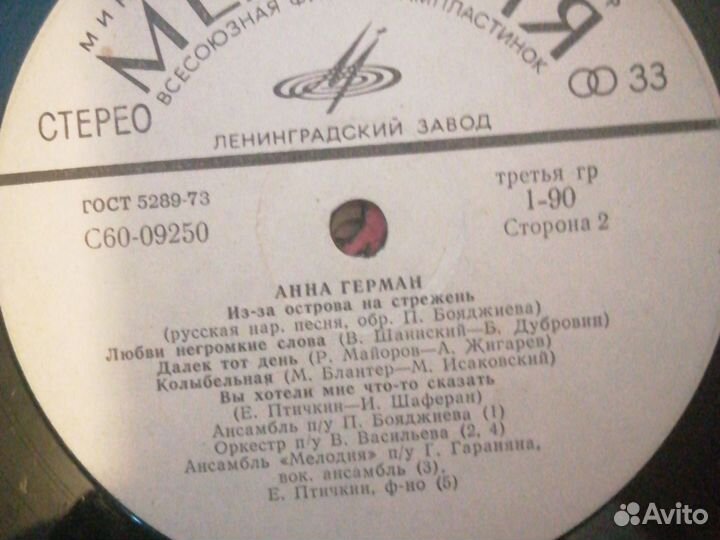 СТЕРЕО
ВСЕСОЮЗНАЯ
33
ЛЕНИНГРАДСКИЙ ЗАВОД
ГОСТ 5289-73
С60-09250
третья гр
1-90
Сторона 2
АННА ГЕРМАН
Из-за острова на стрежень
(русская нар. песня, обр. П. Бояджиева)
Любви негромкие слова (В. Шаинский—Б. Дубровин)
Далек тот день (Р. Майоров—А. Жигарев)
Колыбельная (М. Блантер—М. Исаковский)
Вы хотели мне что-то сказать
(Е. Птичкин—И. Шаферан)
Ансамбль п/у П. Бояджиева (1)
Оркестр п/у В. Васильева (2, 4)
Ансамбль «Мелодия» п/у Г. Гараняна,
вок. ансамбль (3),
Е. Птичкин, ф-но (5)
Avito